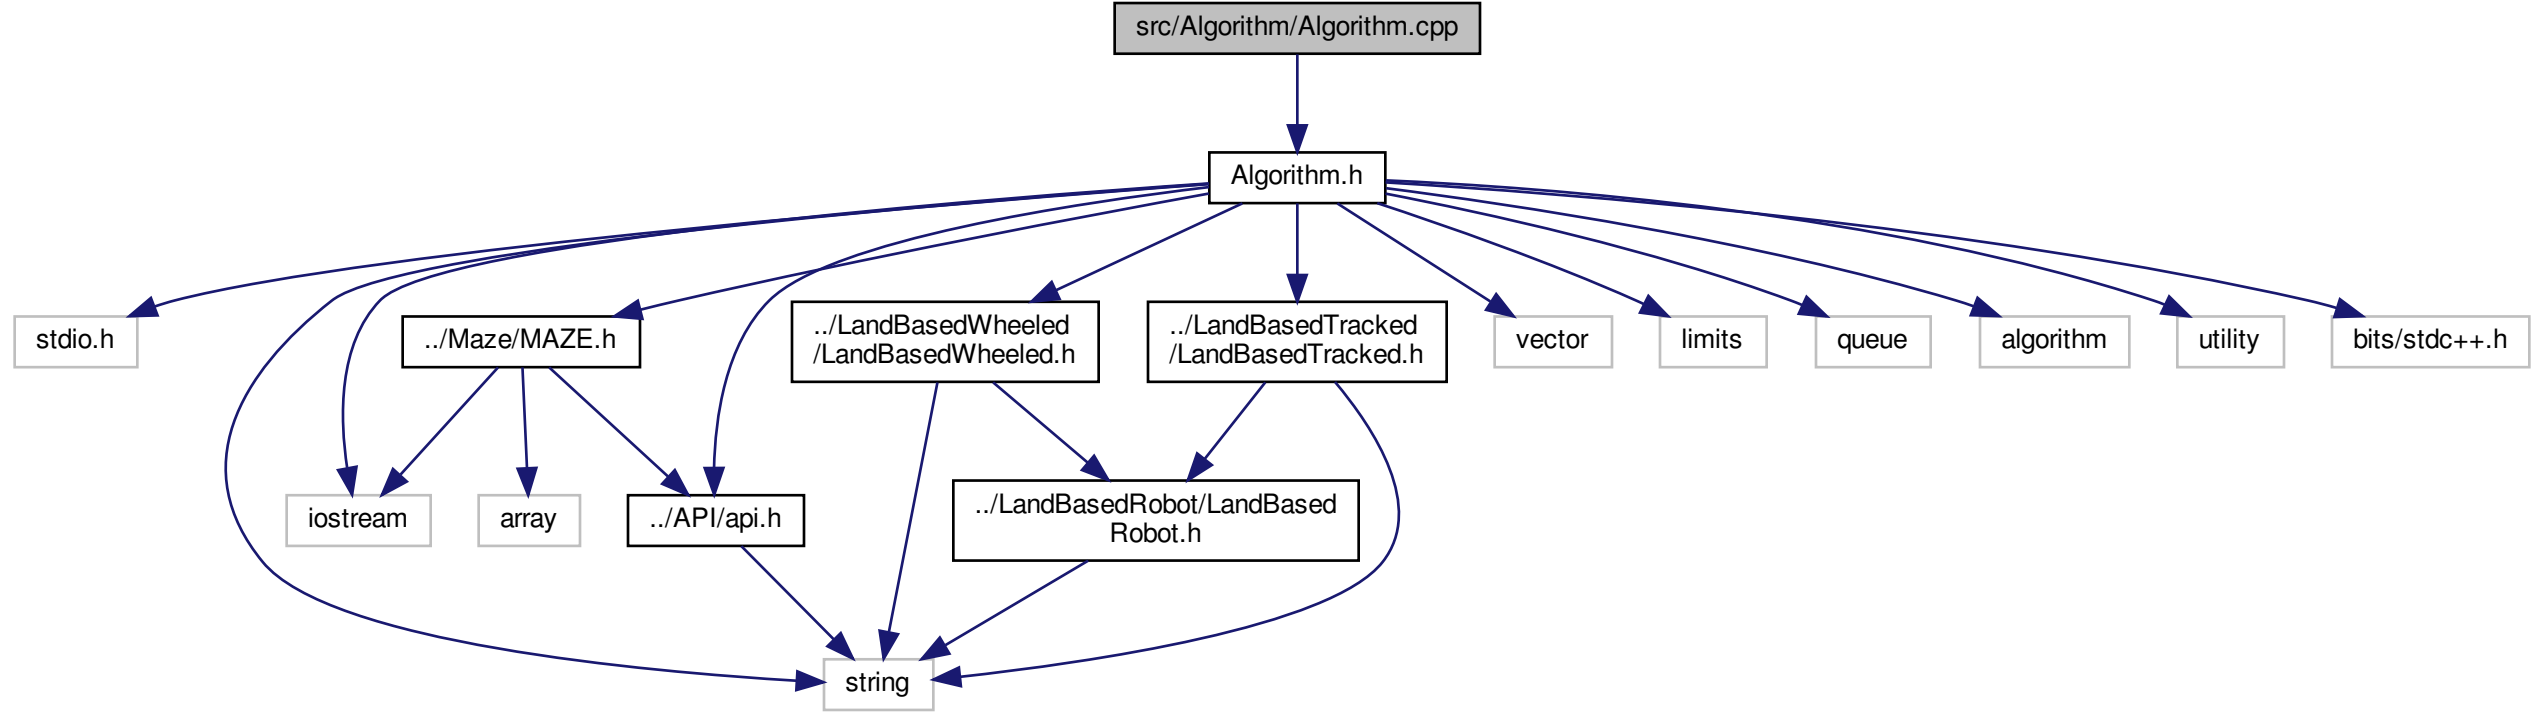 src/Algorithm/Algorithm.cpp
Algorithm.h
stdio.h
../Maze/MAZE.h
../LandBasedWheeled
/LandBasedWheeled.h
../LandBasedTracked
/LandBasedTracked.h
vector
limits
queue
algorithm
utility
bits/stdc++.h
iostream
array
../API/api.h
../LandBasedRobot/LandBased
Robot.h
string